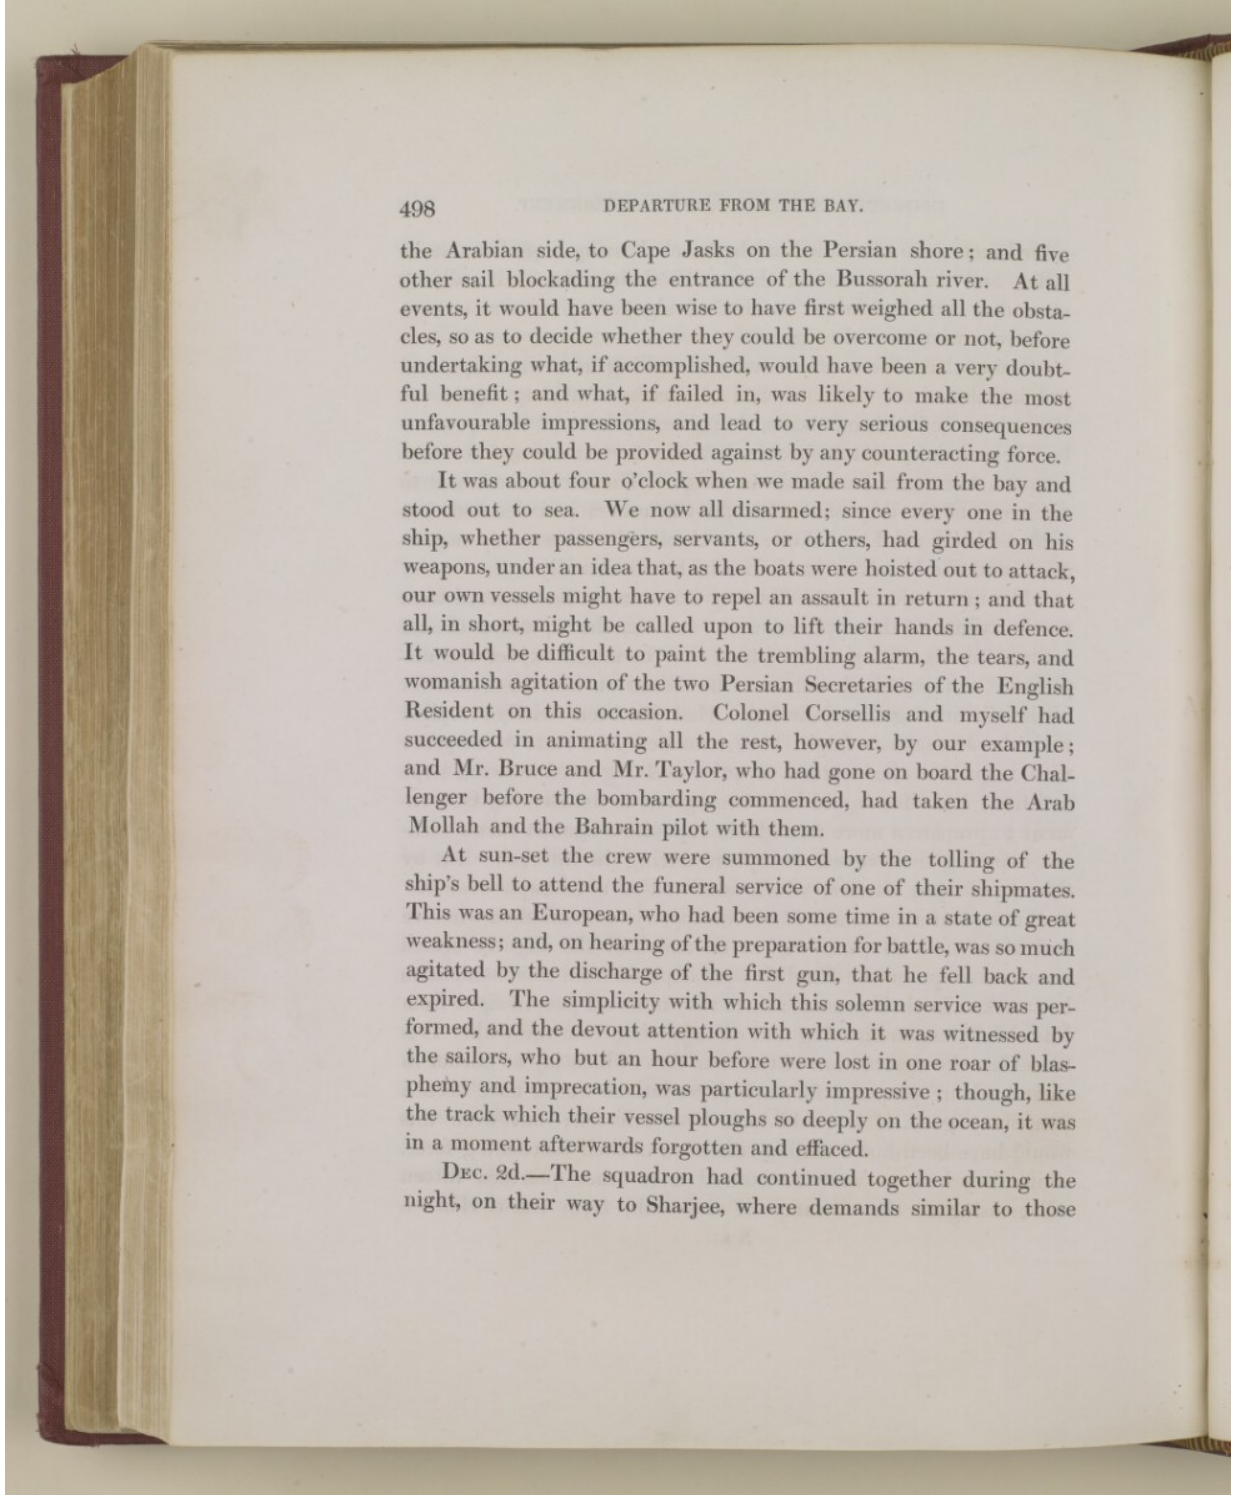 498
DEPARTURE FROM THE BAY.
the Arabian side, to Cape Jasks on the Persian shore; and five
other sail blockading the entrance of the Bussorah river. At all
events, it would have been wise to have first weighed all the obsta-
cles, so as to decide whether they could be overcome or not, before
undertaking what, if accomplished, would have been a very doubt-
ful benefit; and what, if failed in, was likely to make the most
unfavourable impressions, and lead to very serious consequences
before they could be provided against by any counteracting force.
It was about four o'clock when we made sail from the bay and
stood out to sea. We now all disarmed; since every one in the
ship, whether passengers, servants, or others, had girded on his
weapons, under an idea that, as the boats were hoisted out to attack,
our own vessels might have to repel an assault in return; and that
all, in short, might be called upon to lift their hands in defence.
It would be difficult to paint the trembling alarm, the tears, and
womanish agitation of the two Persian Secretaries of the English
Resident on this occasion. Colonel Corsellis and myself had
succeeded in animating all the rest, however, by our example;
and Mr. Bruce and Mr. Taylor, who had gone on board the Chal-
lenger before the bombarding commenced, had taken the Arab
Mollah and the Bahrain pilot with them.
At sun-set the crew were summoned by the tolling of the
ship's bell to attend the funeral service of one of their shipmates.
This was an European, who had been some time in a state of great
weakness; and, on hearing of the preparation for battle, was so much
agitated by the discharge of the first gun, that he fell back and
expired. The simplicity with which this solemn service was per-
formed, and the devout attention with which it was witnessed by
the sailors, who but an hour before were lost in one roar of blas-
phemy and imprecation, was particularly impressive; though, like
the track which their vessel ploughs so deeply on the ocean, it was
in a moment afterwards forgotten and effaced.
DEC. 2d.—The squadron had continued together during the
night, on their way to Sharjee, where demands similar to those